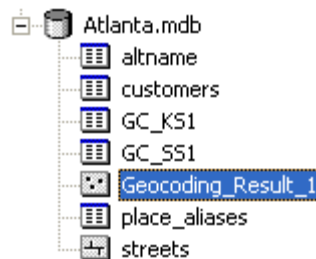 Atlanta.mdb
altname
customers
GC_KS1
GC_SS1
Geocoding_Result_1
place_aliases
streets